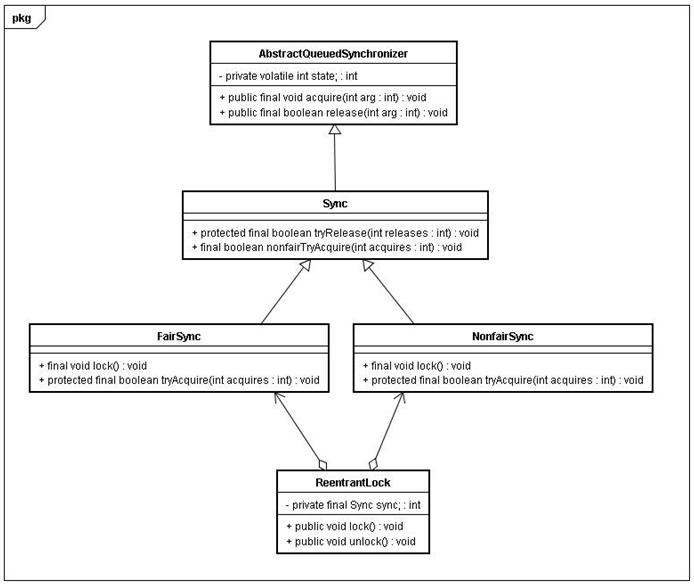 pkg
AbstractQueuedSynchronizer
- private volatile int state; : int
+ public final void acquire(int arg : int) : void
+ public final boolean release(int arg : int) : void
Sync
+ protected final boolean tryRelease(int releases : int) : void
+ final boolean nonfairTryAcquire(int acquires : int) : void
FairSync
+ final void lock() : void
+ protected final boolean tryAcquire(int acquires : int) : void
NonfairSync
+ final void lock() : void
+ protected final boolean tryAcquire(int acquires : int) : void
ReentrantLock
- private final Sync sync; : int
+ public void lock() : void
+ public void unlock() : void